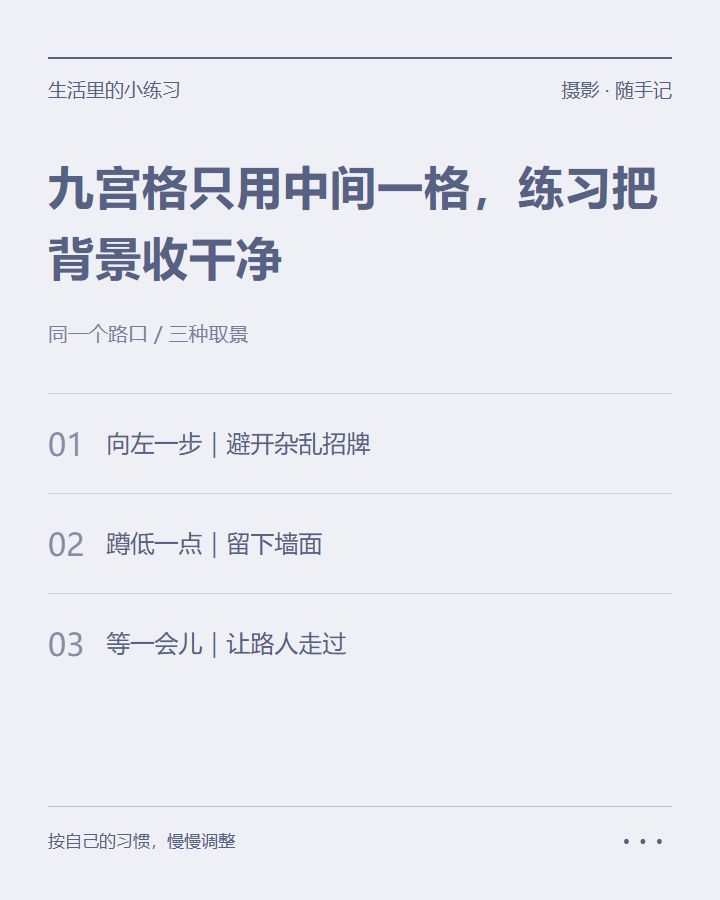 生活里的小练习
摄影 · 随手记
九宫格只用中间一格，练习把
背景收干净
同一个路口 / 三种取景
01 向左一步｜避开杂乱招牌
02 蹲低一点｜留下墙面
03 等一会儿｜让路人走过
按自己的习惯，慢慢调整
• • •